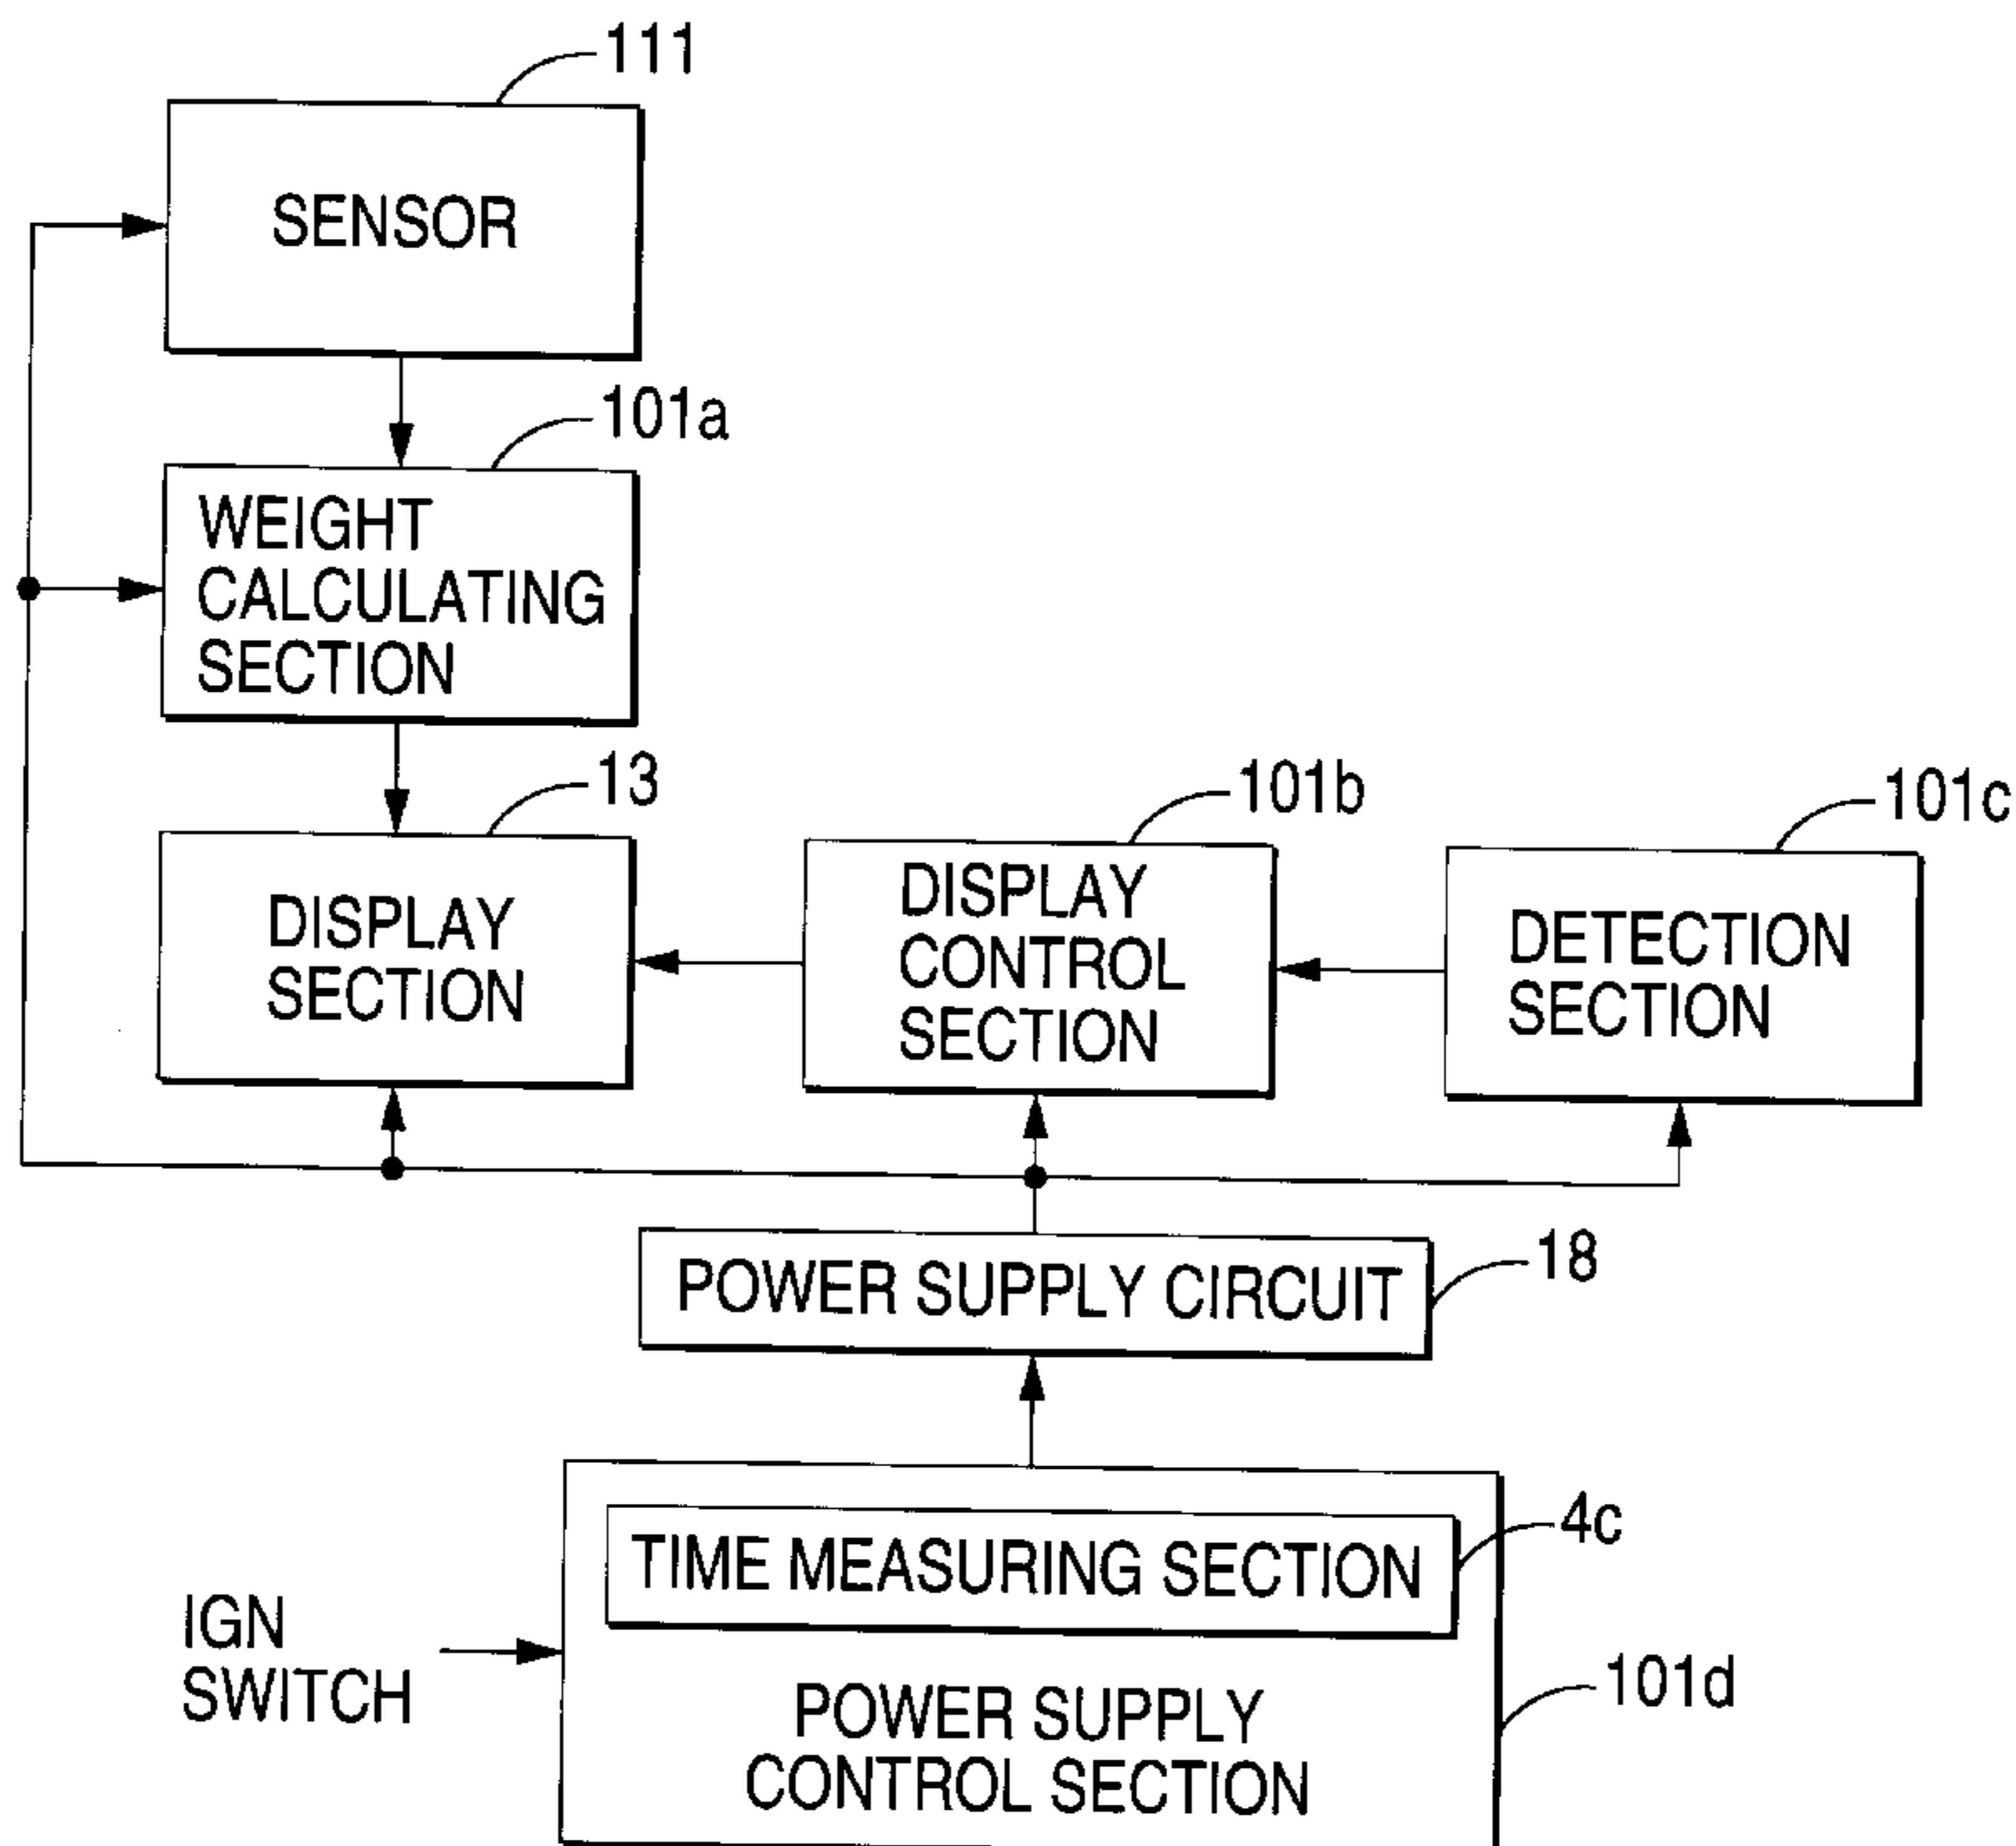 111
SENSOR
101a
WEIGHT
CALCULATING
SECTION
13
DISPLAY
SECTION
101b
DISPLAY
CONTROL
SECTION
101c
DETECTION
SECTION
POWER SUPPLY CIRCUIT
18
TIME MEASURING SECTION
4c
IGN
SWITCH
POWER SUPPLY
CONTROL SECTION
101d